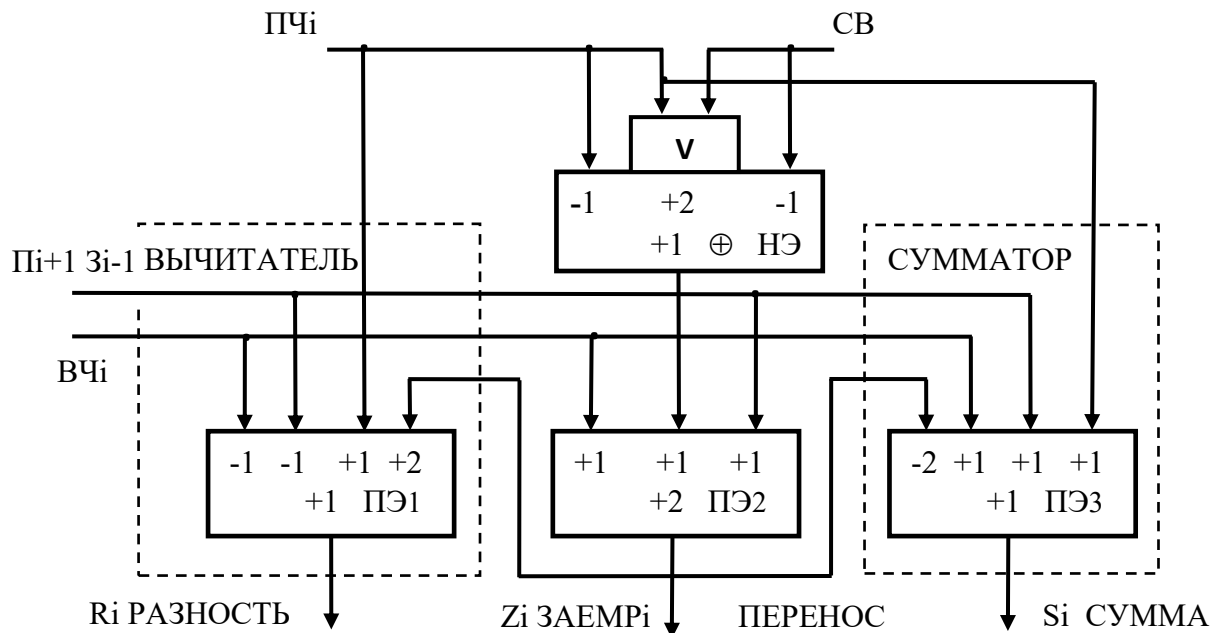 ПЧi СВ
V
-1 +2 -1
+1 ⊕ НЭ
Пi+1 Зi-1 ВЫЧИТАТЕЛЬ СУММАТОР
ВЧi
-1 -1 +1 +2 +1 +1 +1 -2 +1 +1 +1
+1 ПЭ1 +2 ПЭ2 +1 ПЭ3
Ri РАЗНОСТЬ Zi ЗАЕМPi ПЕРЕНОС Si СУММА